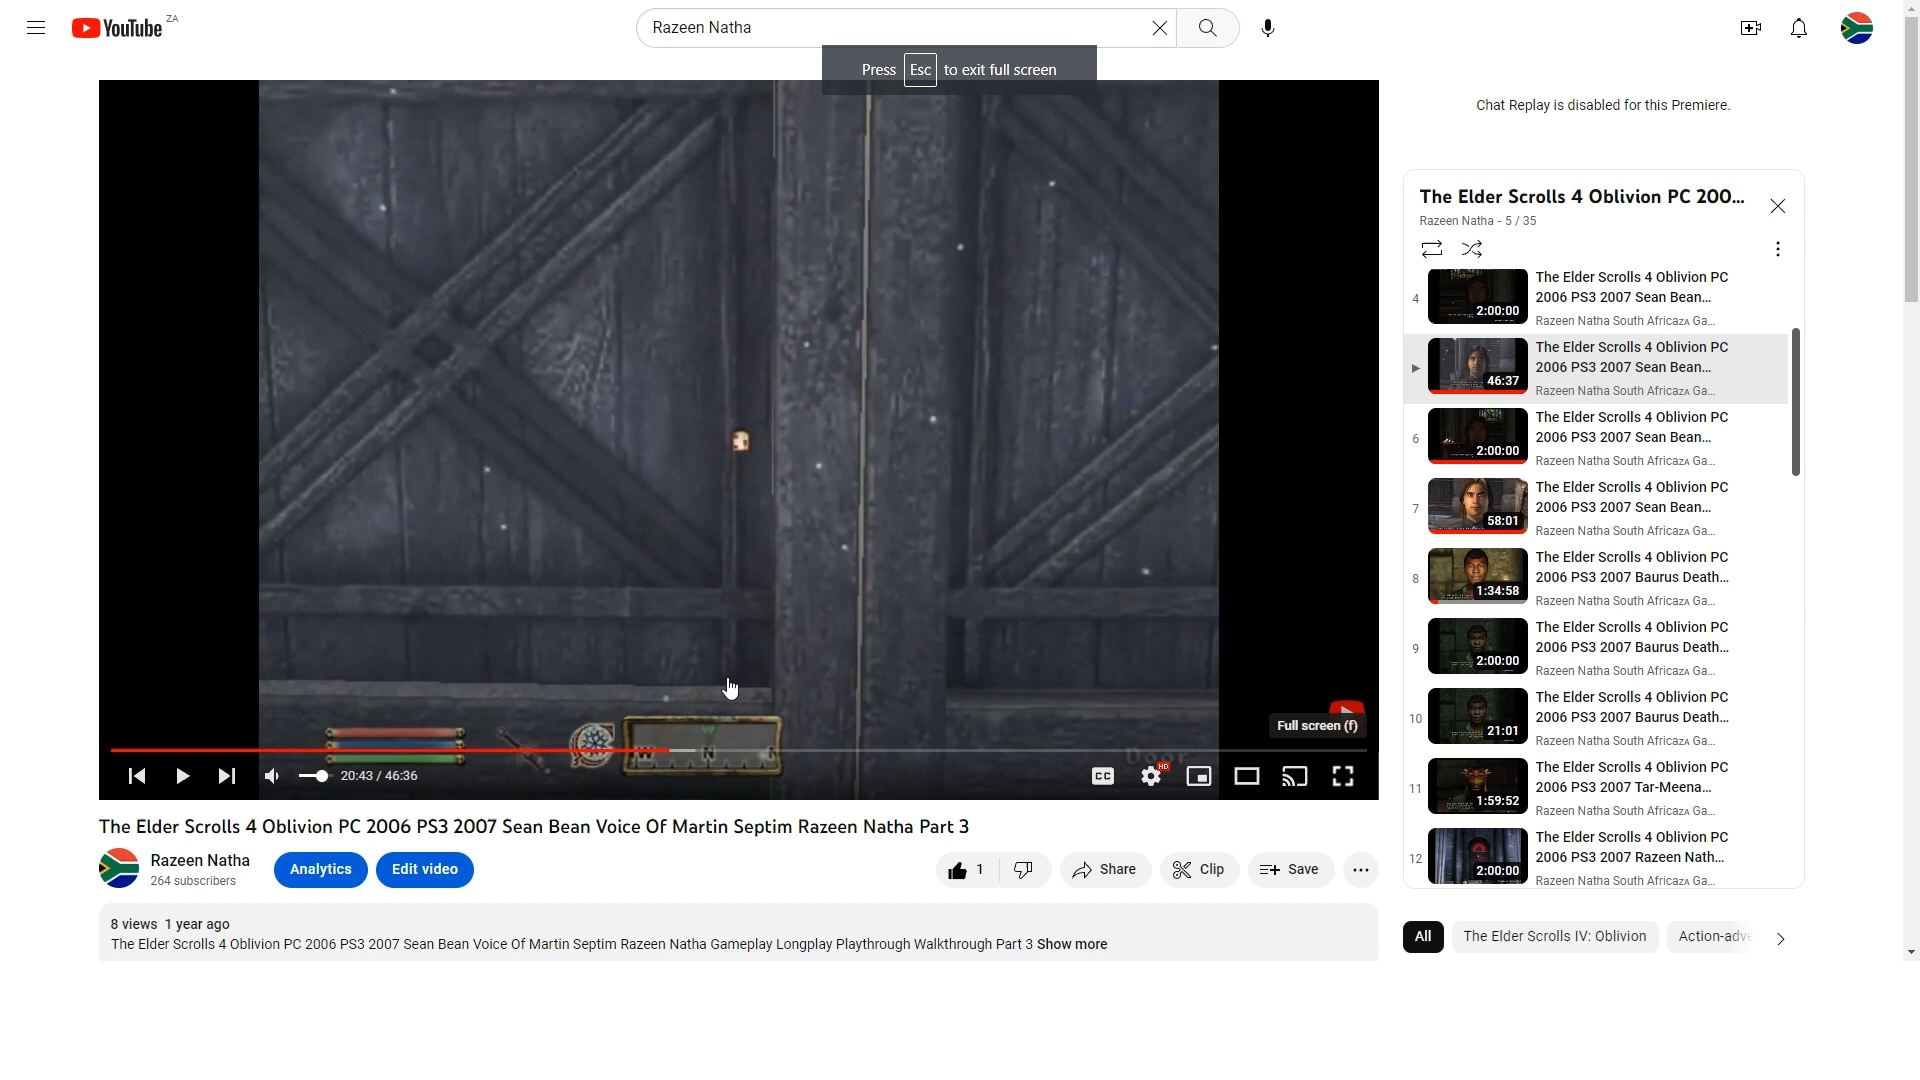 YouTube ZA
Razeen Natha
Press Esc to exit full screen
W N
Door
Full screen (f)
20:43 / 46:36
CC
HD
The Elder Scrolls 4 Oblivion PC 2006 PS3 2007 Sean Bean Voice Of Martin Septim Razeen Natha Part 3
Razeen Natha
264 subscribers
Analytics
Edit video
1
Share
Clip
Save
8 views 1 year ago
The Elder Scrolls 4 Oblivion PC 2006 PS3 2007 Sean Bean Voice Of Martin Septim Razeen Natha Gameplay Longplay Playthrough Walkthrough Part 3 Show more
Chat Replay is disabled for this Premiere.
The Elder Scrolls 4 Oblivion PC 200...
Razeen Natha - 5 / 35
4
2:00:00
The Elder Scrolls 4 Oblivion PC
2006 PS3 2007 Sean Bean...
Razeen Natha South Africaᴢᴀ Ga...
46:37
The Elder Scrolls 4 Oblivion PC
2006 PS3 2007 Sean Bean...
Razeen Natha South Africaᴢᴀ Ga...
6
2:00:00
The Elder Scrolls 4 Oblivion PC
2006 PS3 2007 Sean Bean...
Razeen Natha South Africaᴢᴀ Ga...
7
58:01
The Elder Scrolls 4 Oblivion PC
2006 PS3 2007 Sean Bean...
Razeen Natha South Africaᴢᴀ Ga...
8
1:34:58
The Elder Scrolls 4 Oblivion PC
2006 PS3 2007 Baurus Death...
Razeen Natha South Africaᴢᴀ Ga...
9
2:00:00
The Elder Scrolls 4 Oblivion PC
2006 PS3 2007 Baurus Death...
Razeen Natha South Africaᴢᴀ Ga...
10
21:01
The Elder Scrolls 4 Oblivion PC
2006 PS3 2007 Baurus Death...
Razeen Natha South Africaᴢᴀ Ga...
11
1:59:52
The Elder Scrolls 4 Oblivion PC
2006 PS3 2007 Tar-Meena...
Razeen Natha South Africaᴢᴀ Ga...
12
2:00:00
The Elder Scrolls 4 Oblivion PC
2006 PS3 2007 Razeen Nath...
Razeen Natha South Africaᴢᴀ Ga...
All
The Elder Scrolls IV: Oblivion
Action-adve